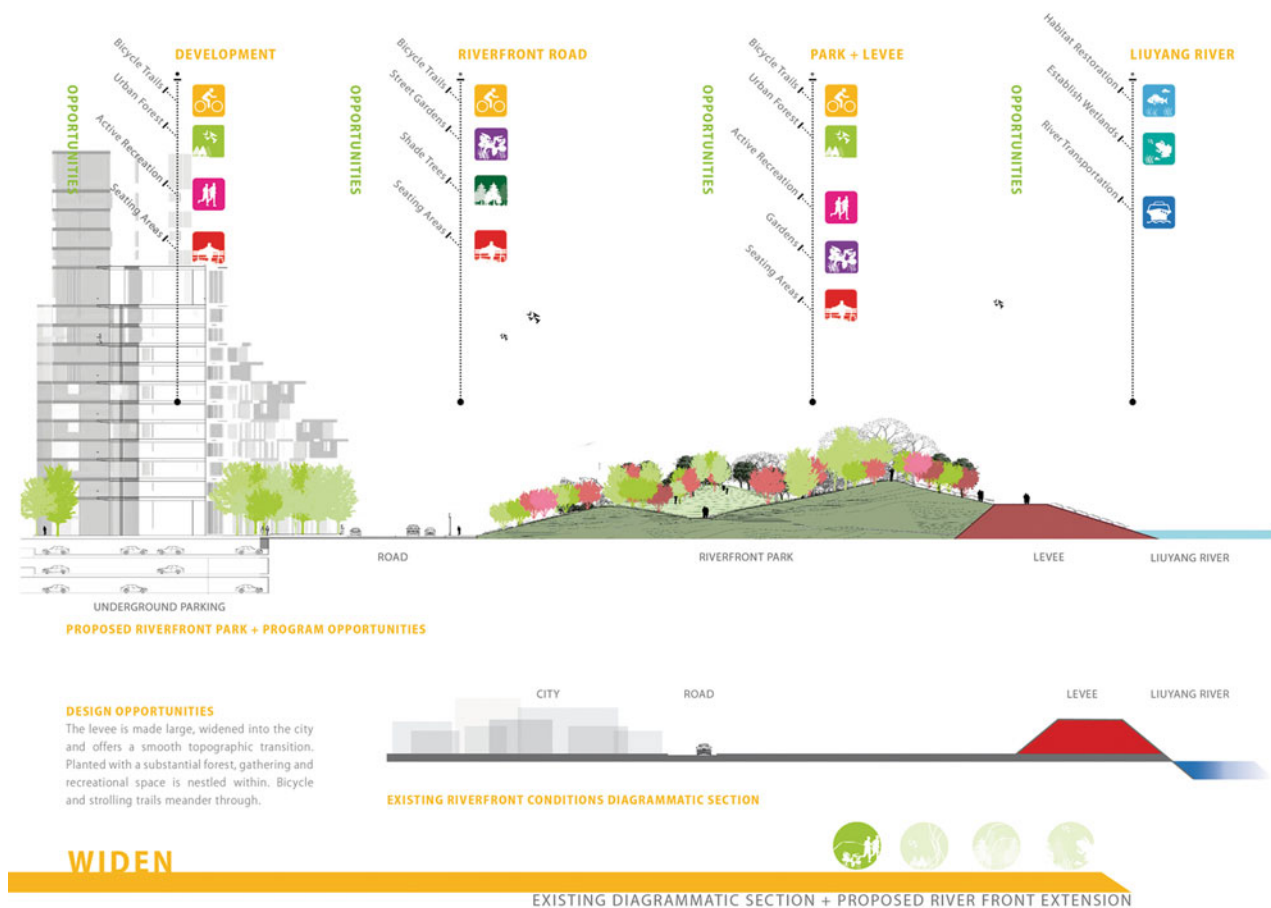 DEVELOPMENT
OPPORTUNITIES
Bicycle Trails
Urban Forest
Active Recreation
Seating Areas
RIVERFRONT ROAD
OPPORTUNITIES
Bicycle Trails
Street Gardens
Shade Trees
Seating Areas
PARK + LEVEE
OPPORTUNITIES
Bicycle Trails
Urban Forest
Active Recreation
Gardens
Seating Areas
LIUYANG RIVER
OPPORTUNITIES
Habitat Restoration
Establish Wetlands
River Transportation
ROAD
RIVERFRONT PARK
LEVEE
LIUYANG RIVER
UNDERGROUND PARKING
PROPOSED RIVERFRONT PARK + PROGRAM OPPORTUNITIES
DESIGN OPPORTUNITIES
The levee is made large, widened into the city
and offers a smooth topographic transition.
Planted with a substantial forest, gathering and
recreational space is nestled within. Bicycle
and strolling trails meander through.
CITY
ROAD
LEVEE
LIUYANG RIVER
EXISTING RIVERFRONT CONDITIONS DIAGRAMMATIC SECTION
WIDEN
EXISTING DIAGRAMMATIC SECTION + PROPOSED RIVER FRONT EXTENSION